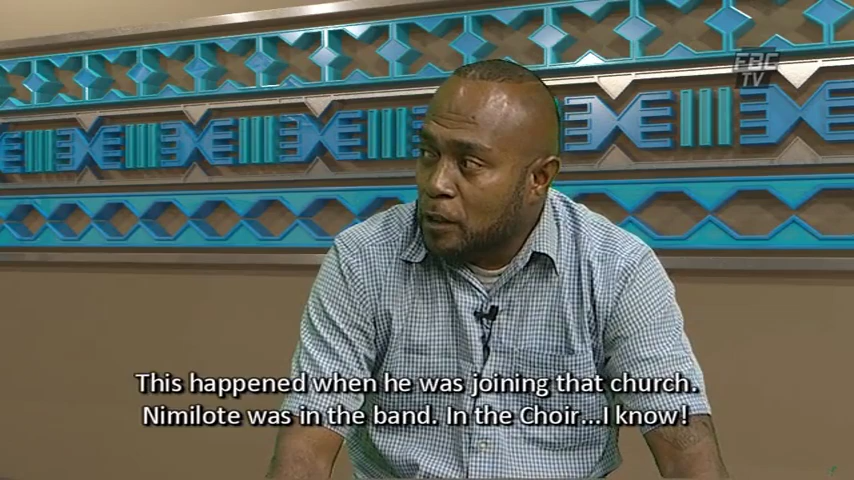 FBC
TV
This happened when he was joining that church.
Nimilote was in the band. In the Choir...I know!